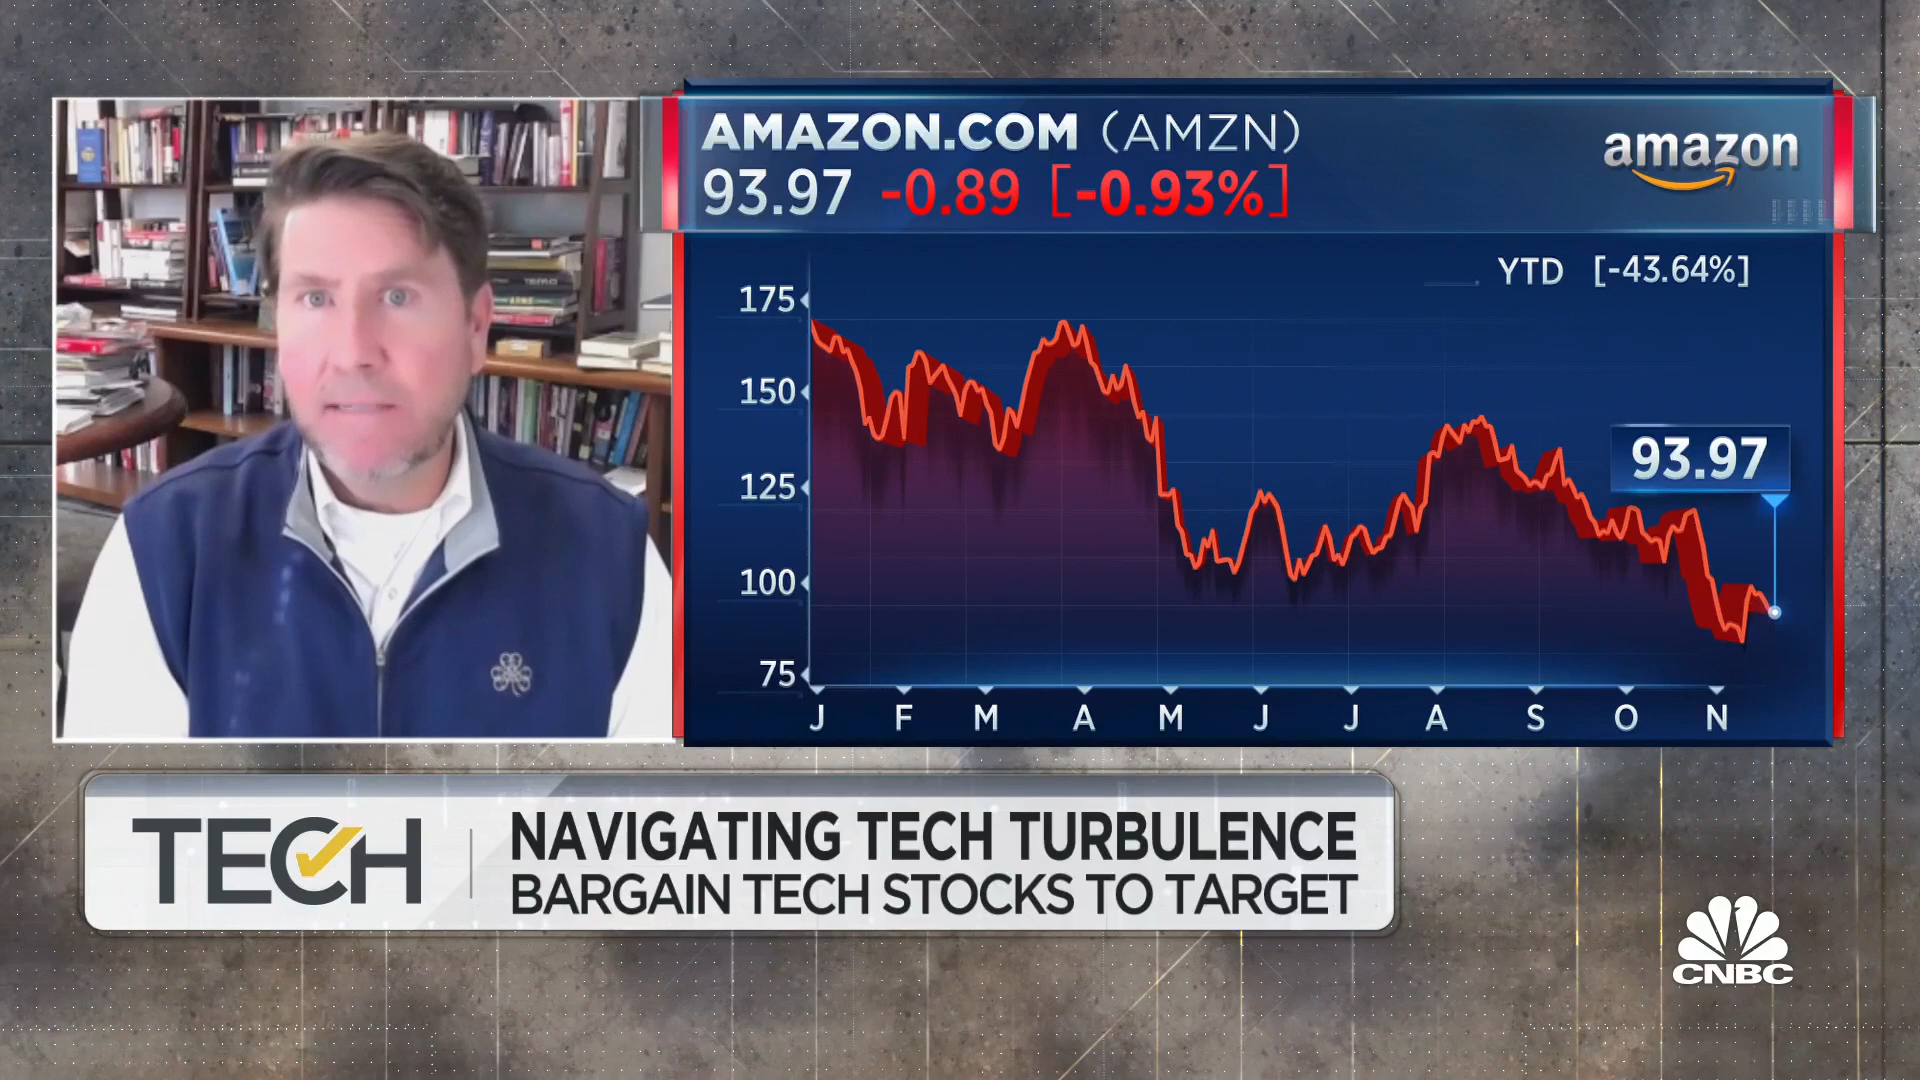 AMAZON.COM (AMZN)
93.97 -0.89 [-0.93%]
amazon
YTD [-43.64%]
175
150
125
100
75
93.97
J F M A M J J A S O N
TECH
NAVIGATING TECH TURBULENCE
BARGAIN TECH STOCKS TO TARGET
CNBC